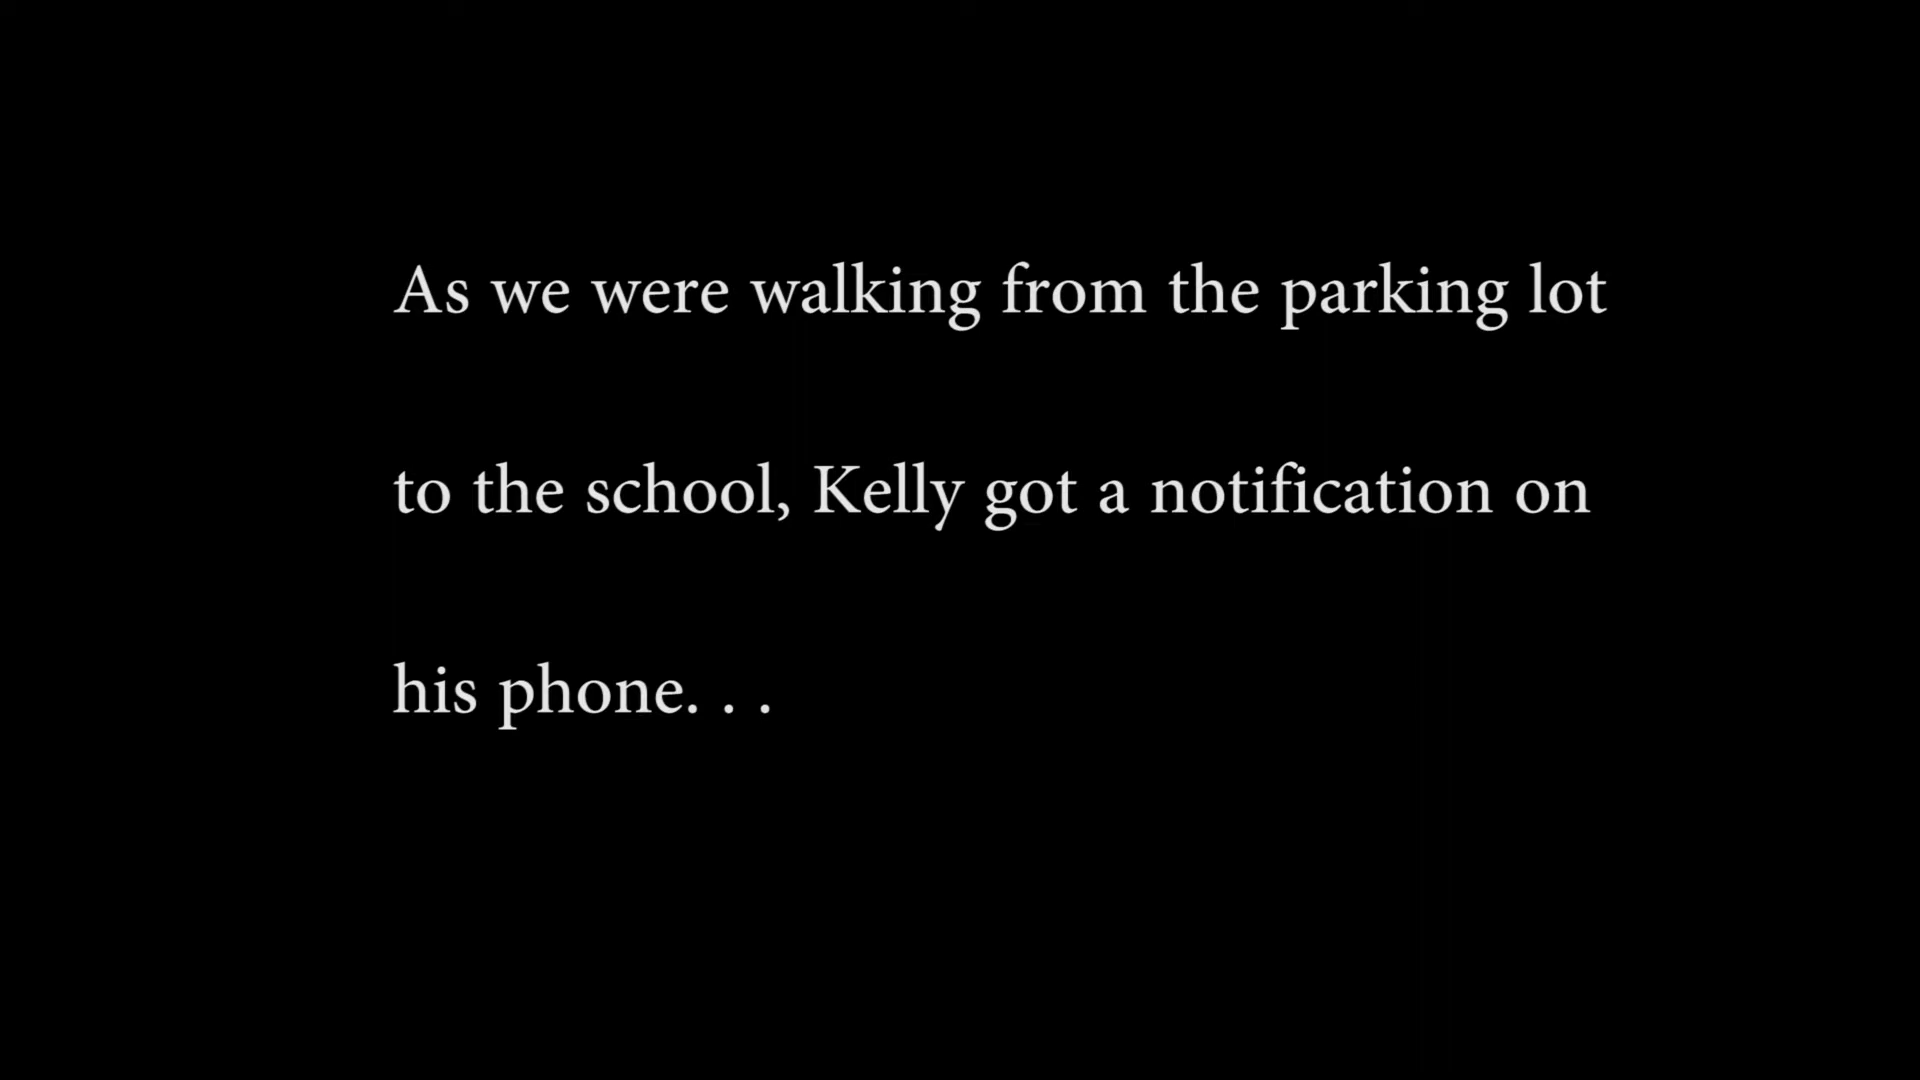 As we were walking from the parking lot
to the school, Kelly got a notification on
his phone. . .